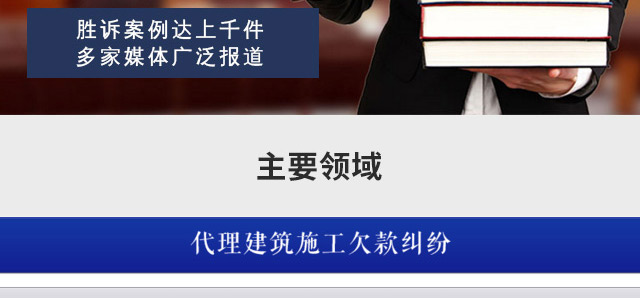 胜诉案例达上千件
多家媒体广泛报道
主要领域
代理建筑施工欠款纠纷